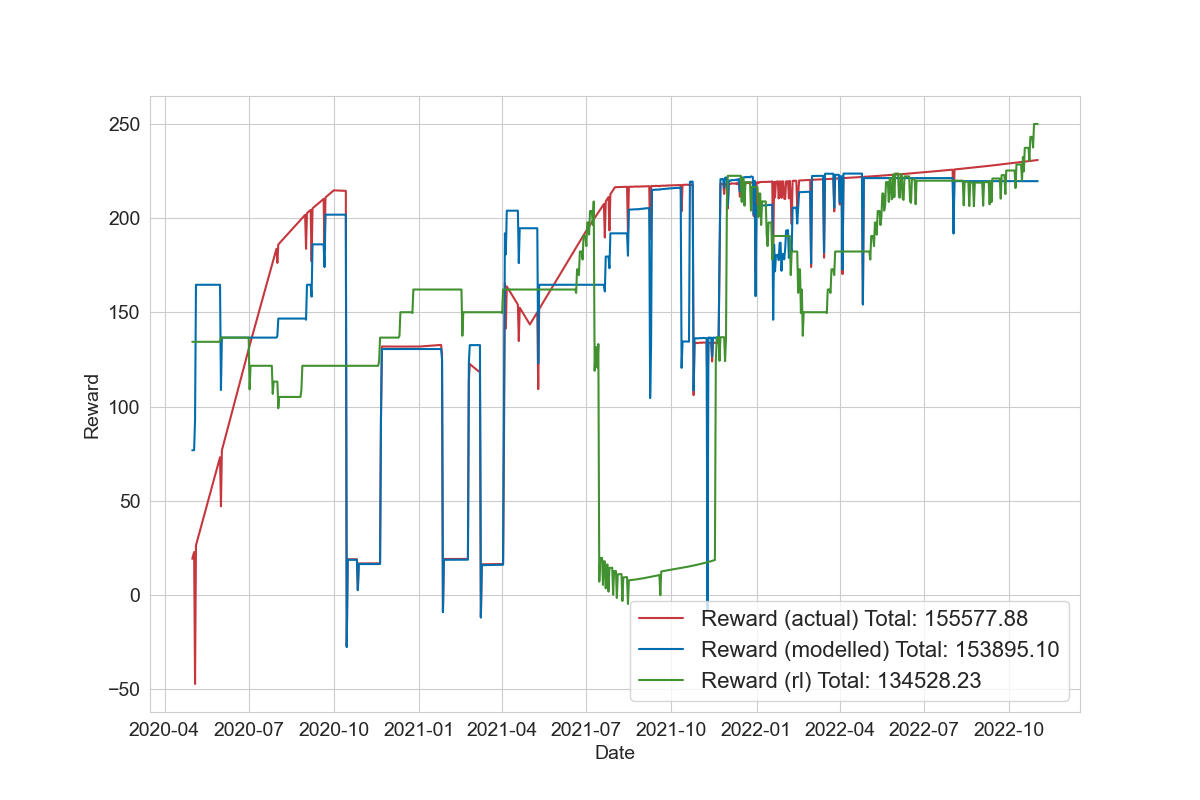 250
200
150
100
50
0
−50
Reward
Reward (actual) Total: 155577.88
Reward (modelled) Total: 153895.10
Reward (rl) Total: 134528.23
2020-04 2020-07 2020-10 2021-01 2021-04 2021-07 2021-10 2022-01 2022-04 2022-07 2022-10
Date